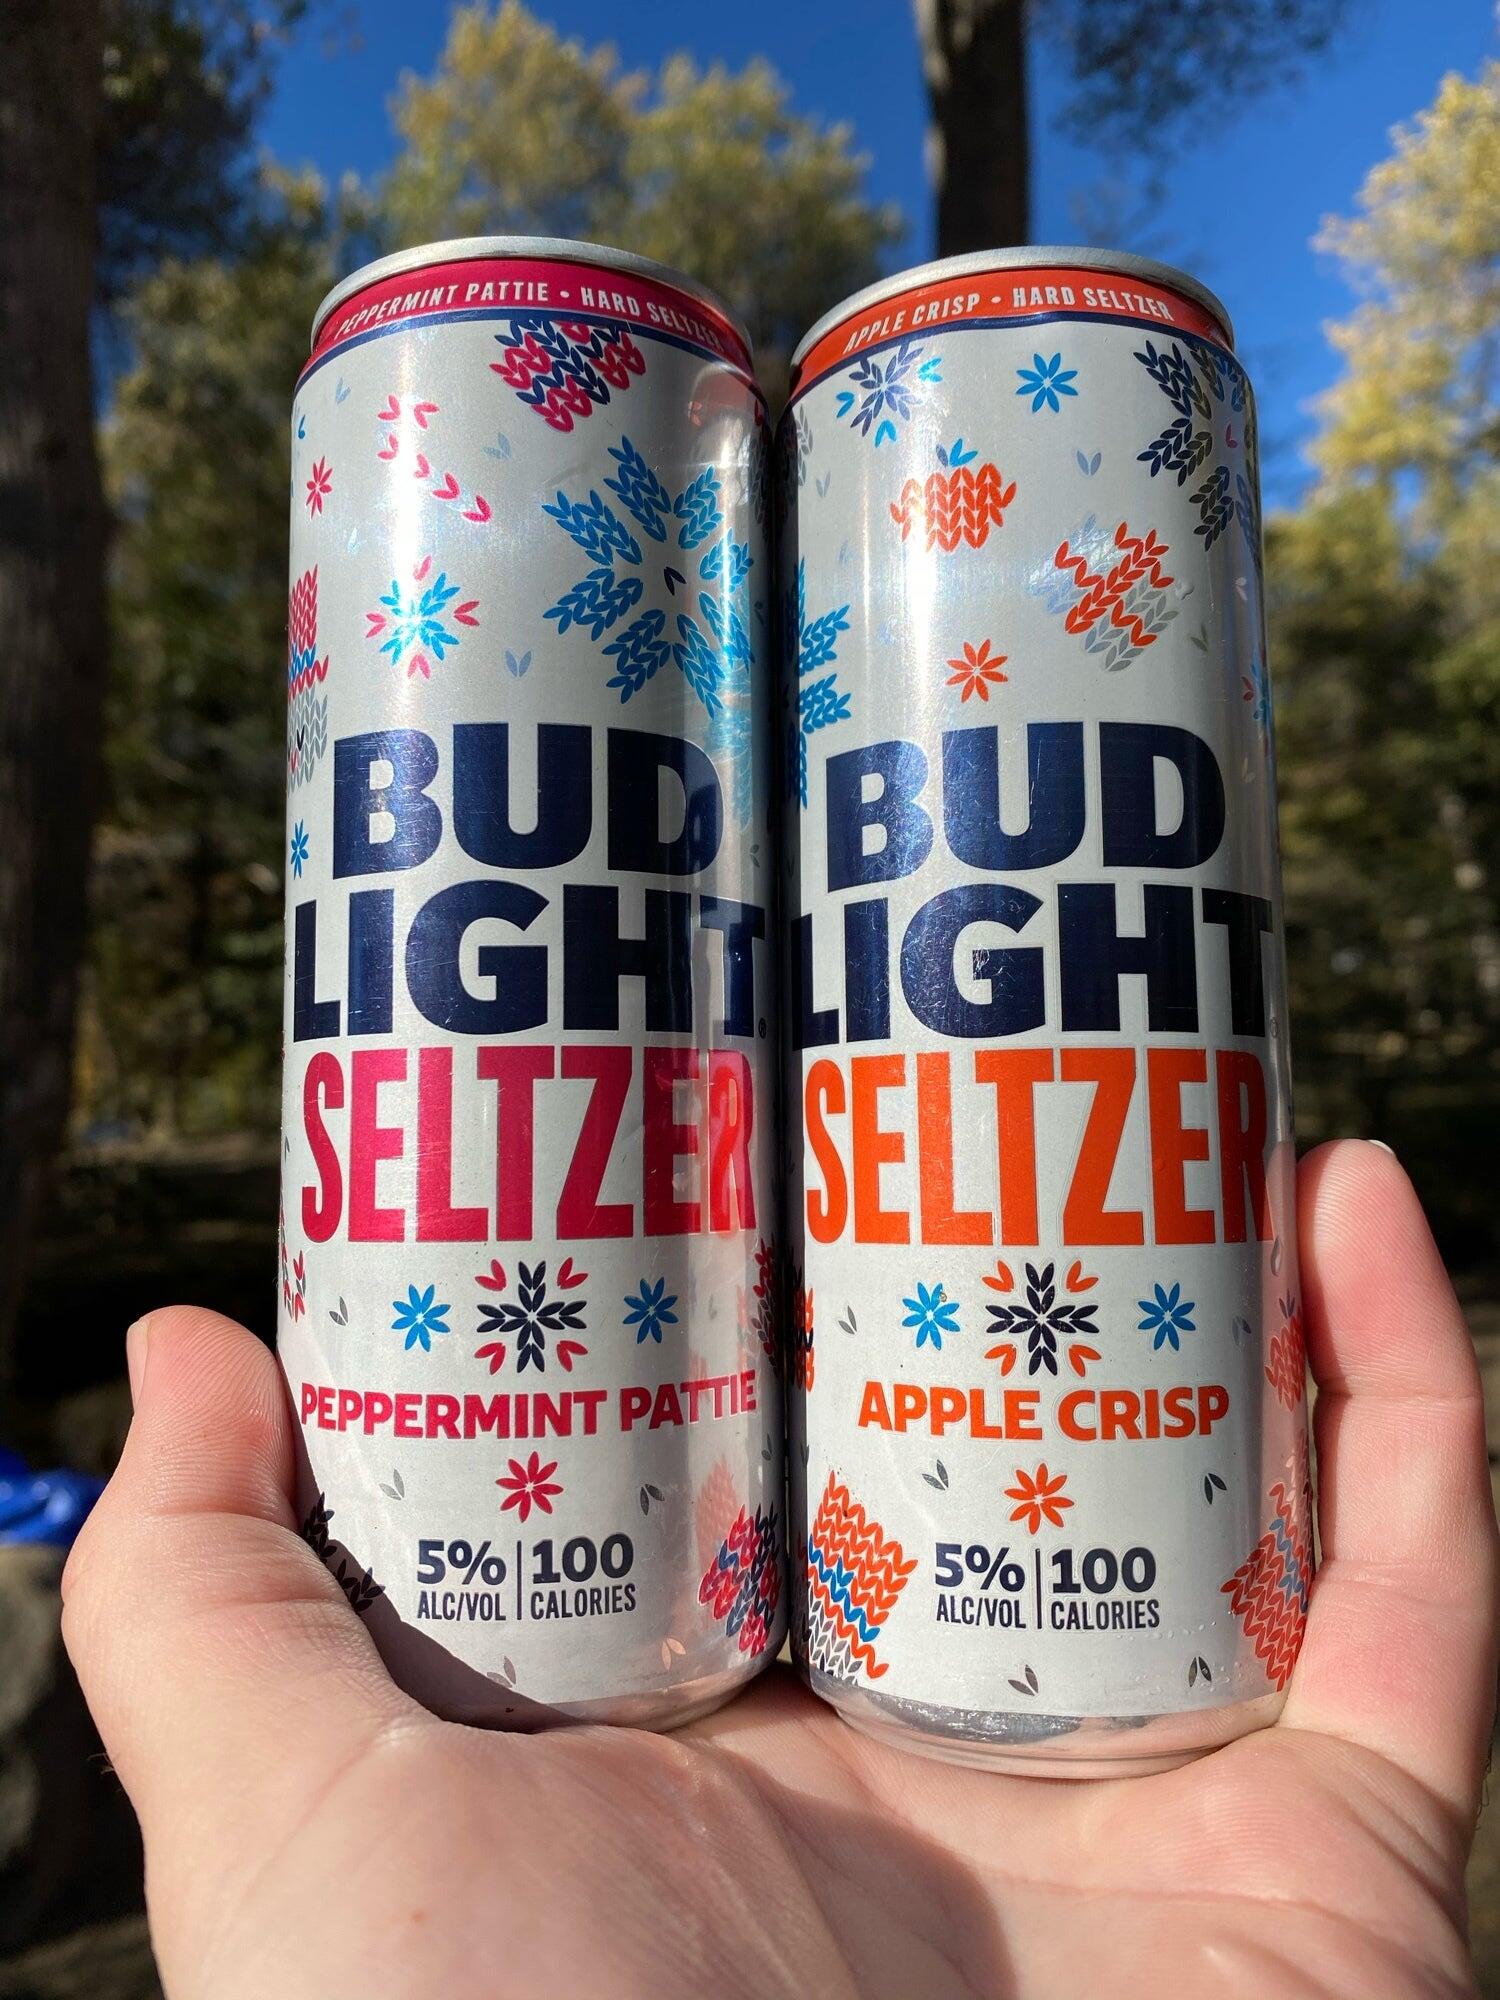 PEPPERMINT PATTIE • HARD SELTZER
BUD
LIGHT®
SELTZER
PEPPERMINT PATTIE
5% | 100
ALC/VOL | CALORIES
APPLE CRISP • HARD SELTZER
BUD
LIGHT®
SELTZER
APPLE CRISP
5% | 100
ALC/VOL | CALORIES